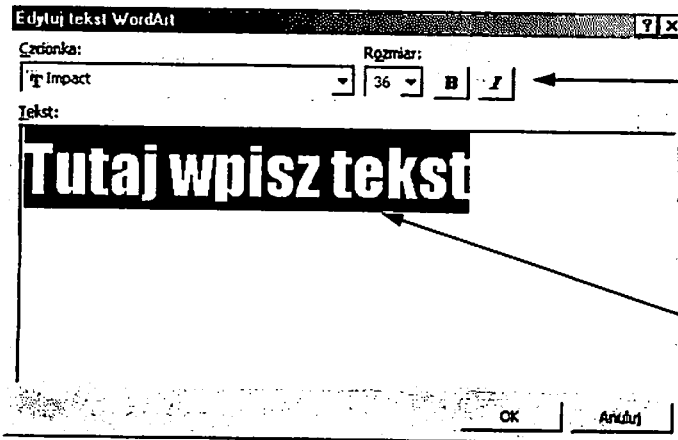 Edytuj tekst WordArt ? X
Czcionka: Rozmiar:
Impact 36 B I
Tekst:
Tutaj wpisz tekst
OK Anuluj